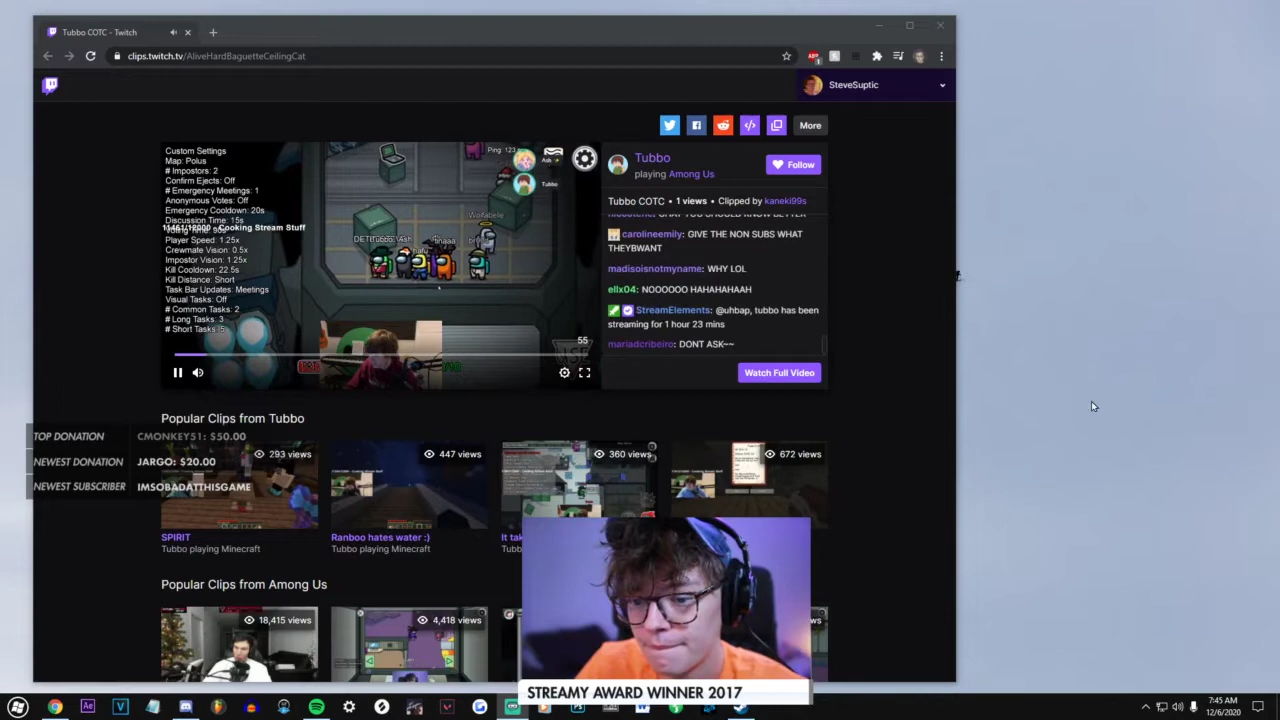 Tubbo COTC - Twitch
clips.twitch.tv/AliveHardBaguetteCeilingCat
ABP
1
SteveSuptic
More
Custom Settings
Map: Polus
# Impostors: 2
Confirm Ejects: Off
# Emergency Meetings: 1
Anonymous Votes: Off
Emergency Cooldown: 20s
Discussion Time: 15s
Cooking Stream Stuff
Player Speed: 1.25x
Crewmate Vision: 0.5x
Impostor Vision: 1.25x
Kill Cooldown: 22.5s
Kill Distance: Short
Task Bar Updates: Meetings
Visual Tasks: Off
# Common Tasks: 2
# Long Tasks: 3
# Short Tasks: 5
Ping: 123
Ash
Tubbo
55
Tubbo
Follow
playing Among Us
Tubbo COTC • 1 views • Clipped by kaneki99s
carolineemily: GIVE THE NON SUBS WHAT
THEYBWANT
madisoisnotmyname: WHY LOL
ellx04: NOOOOOO HAHAHAHAAH
StreamElements: @uhbap, tubbo has been
streaming for 1 hour 23 mins
mariadcribeiro: DONT ASK~~
Watch Full Video
Popular Clips from Tubbo
TOP DONATION CMONKEY51: $50.00
NEWEST DONATION JARGO: $20.00
NEWEST SUBSCRIBER IMSOBADATTHISGAME
293 views
447 views
360 views
672 views
SPIRIT
Tubbo playing Minecraft
Ranboo hates water :)
Tubbo playing Minecraft
Popular Clips from Among Us
18,415 views
4,418 views
STREAMY AWARD WINNER 2017
7:45 AM
12/6/2020